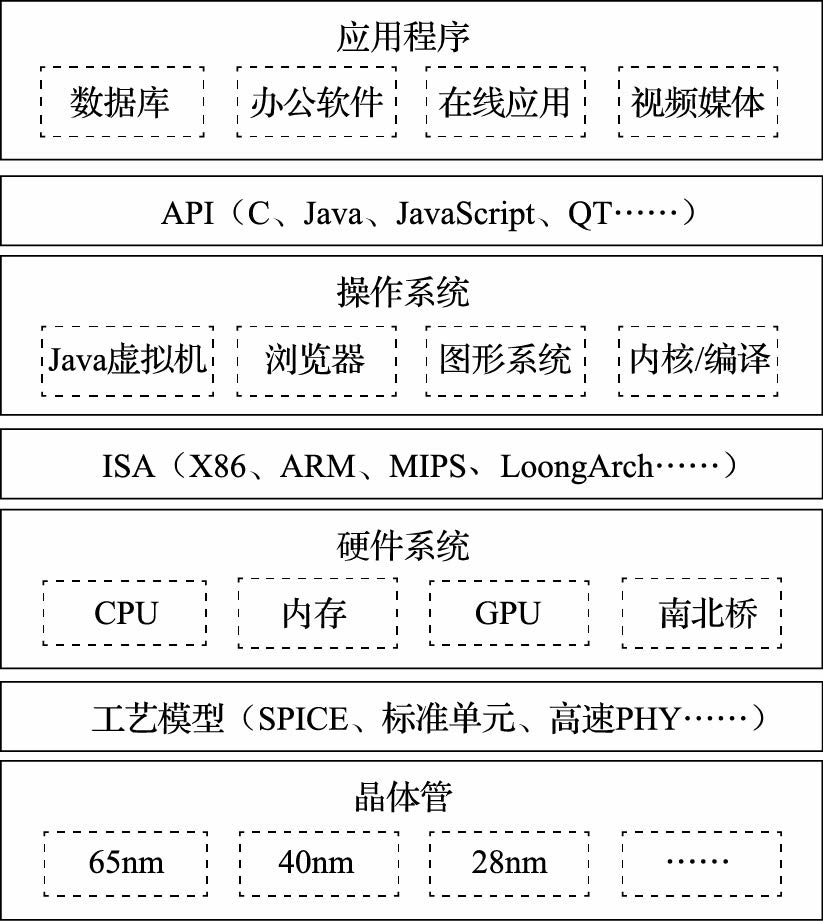 应用程序
数据库 办公软件 在线应用 视频媒体
API（C、Java、JavaScript、QT……）
操作系统
Java虚拟机 浏览器 图形系统 内核/编译
ISA（X86、ARM、MIPS、LoongArch……）
硬件系统
CPU 内存 GPU 南北桥
工艺模型（SPICE、标准单元、高速PHY……）
晶体管
65nm 40nm 28nm ……